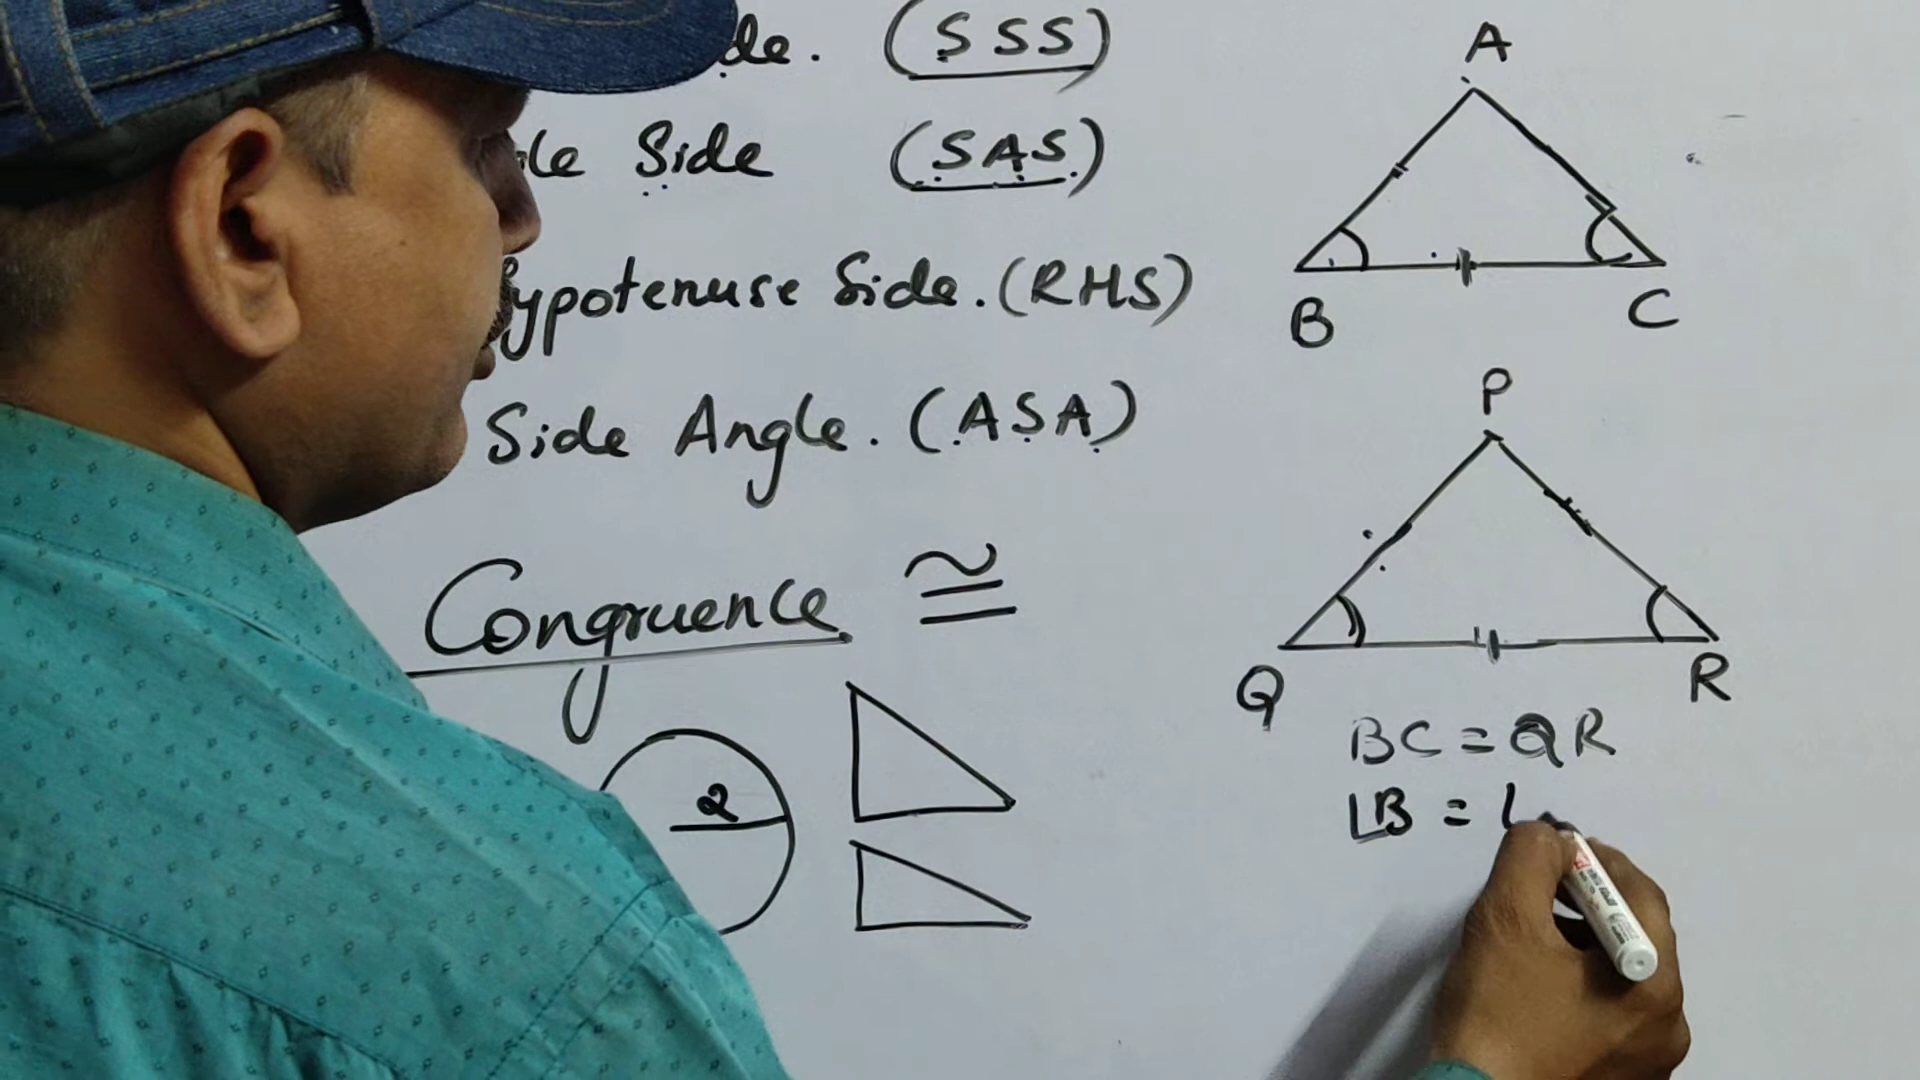 de. (SSS)
le Side (SAS)
ypotenuse Side. (RHS)
Side Angle. (ASA)
Congruence ≅
2
A
B C
P
Q R
BC = QR
∠B = ∠